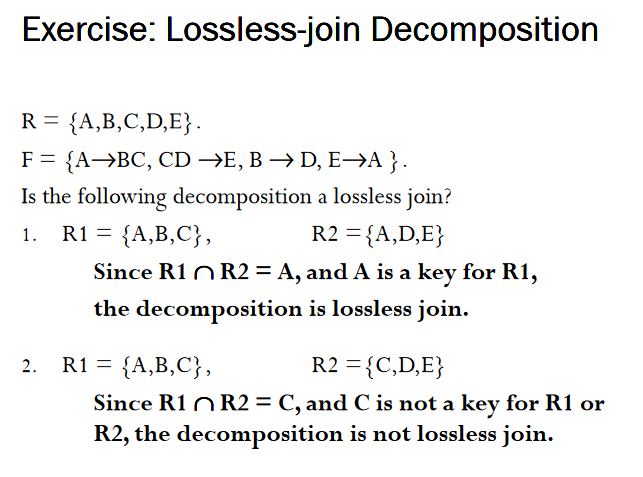 Exercise: Lossless-join Decomposition
R = {A,B,C,D,E}.
F = {A→BC, CD →E, B → D, E→A }.
Is the following decomposition a lossless join?
1. R1 = {A,B,C}, R2 ={A,D,E}
Since R1 ∩ R2 = A, and A is a key for R1,
the decomposition is lossless join.
2. R1 = {A,B,C}, R2 ={C,D,E}
Since R1 ∩ R2 = C, and C is not a key for R1 or
R2, the decomposition is not lossless join.